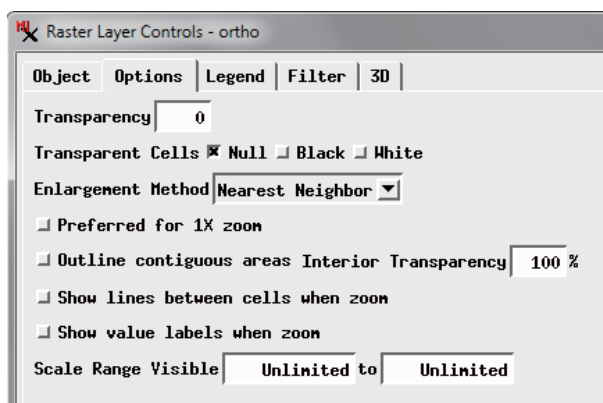 Raster Layer Controls - ortho
Object Options Legend Filter 3D
Transparency 0
Transparent Cells Null Black White
Enlargement Method Nearest Neighbor
Preferred for 1X zoom
Outline contiguous areas Interior Transparency 100 %
Show lines between cells when zoom
Show value labels when zoom
Scale Range Visible Unlimited to Unlimited